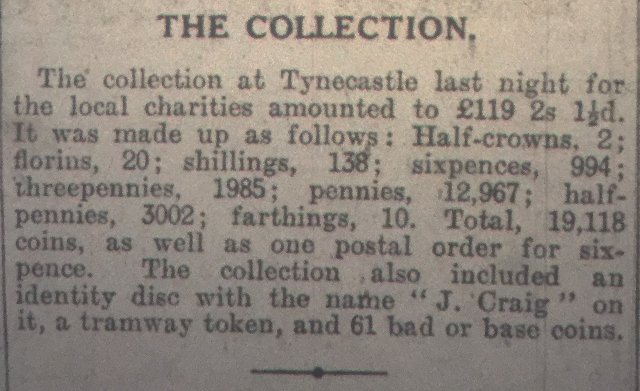 THE COLLECTION.
The collection at Tynecastle last night for
the local charities amounted to £119 2s 1½d.
It was made up as follows: Half-crowns, 2;
florins, 20; shillings, 138; sixpences, 994;
threepennies, 1985; pennies, 12,967; half-
pennies, 3002; farthings, 10. Total, 19,118
coins, as well as one postal order for six-
pence. The collection also included an
identity disc with the name "J. Craig" on
it, a tramway token, and 61 bad or base coins.